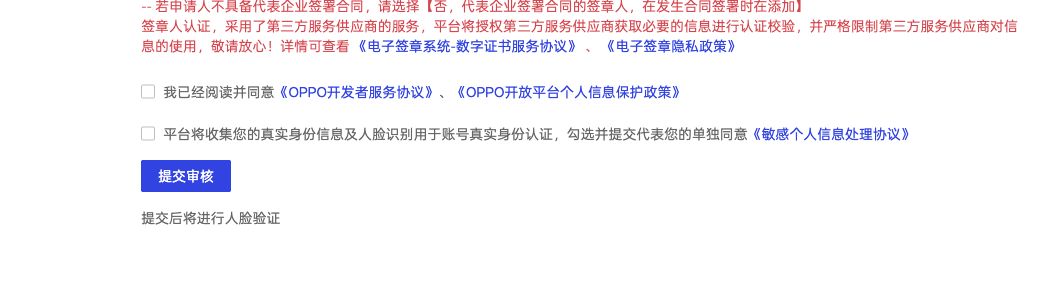 -- 若申请人不具备代表企业签署合同，请选择【否，代表企业签署合同的签章人，在发生合同签署时在添加】
签章人认证，采用了第三方服务供应商的服务，平台将授权第三方服务供应商获取必要的信息进行认证校验，并严格限制第三方服务供应商对信
息的使用，敬请放心！详情可查看《电子签章系统-数字证书服务协议》、《电子签章隐私政策》
我已经阅读并同意《OPPO开发者服务协议》、《OPPO开放平台个人信息保护政策》
平台将收集您的真实身份信息及人脸识别用于账号真实身份认证，勾选并提交代表您的单独同意《敏感个人信息处理协议》
提交审核
提交后将进行人脸验证